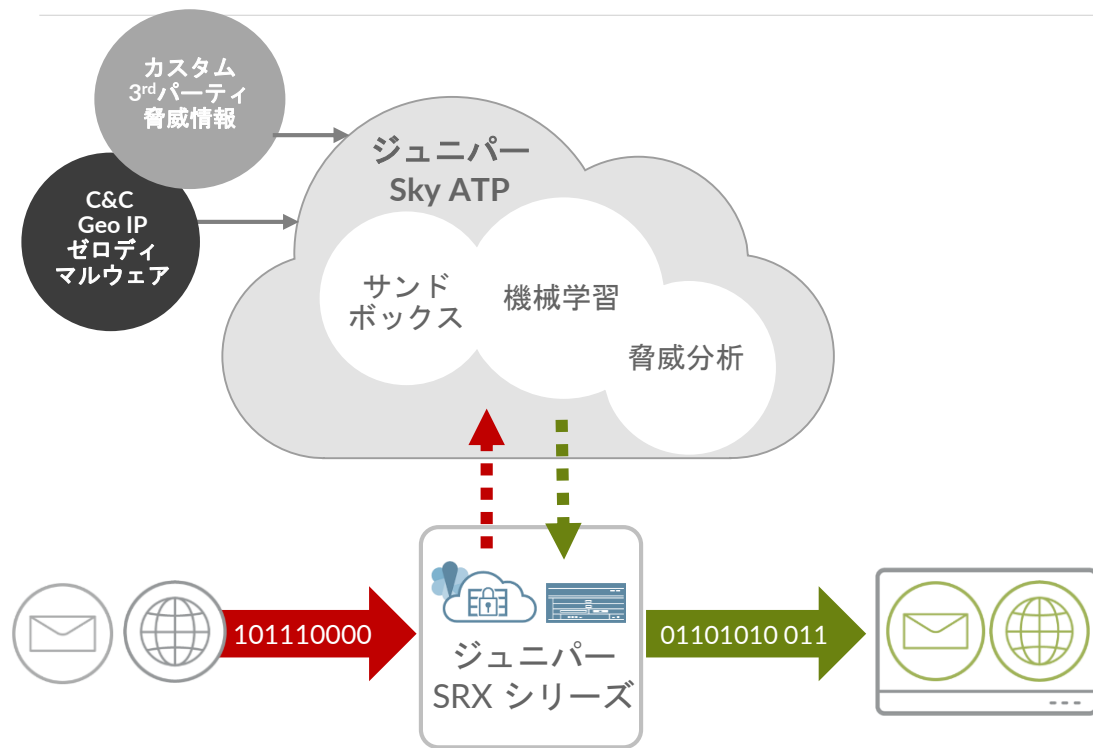 カスタム
3rdパーティ
脅威情報
C&C
Geo IP
ゼロディ
マルウェア
ジュニパー
Sky ATP
サンド
ボックス
機械学習
脅威分析
101110000
ジュニパー
SRX シリーズ
01101010 011